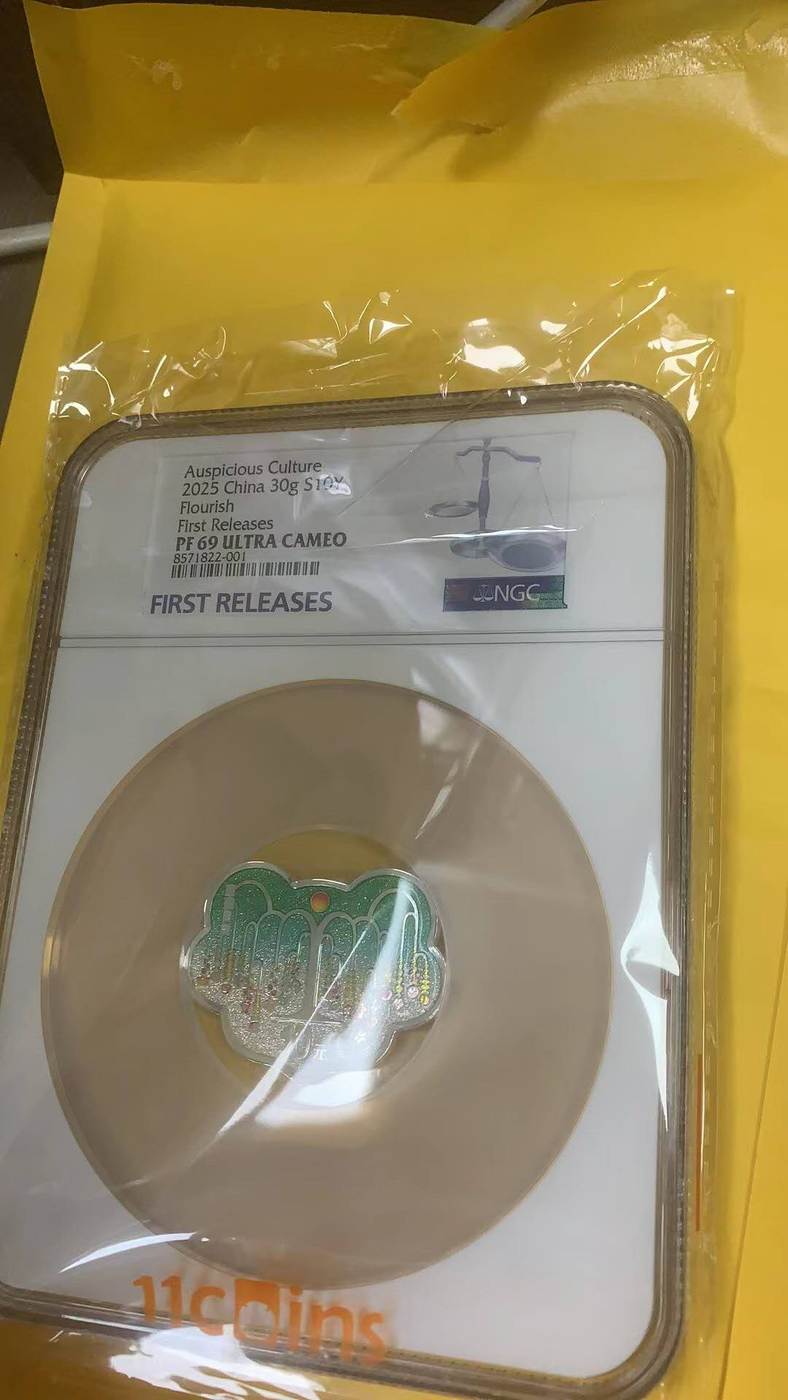 Auspicious Culture
2025 China 30g S10Y
Flourish
First Releases
PF 69 ULTRA CAMEO
8571822-001
FIRST RELEASES
NGC
元
11coins